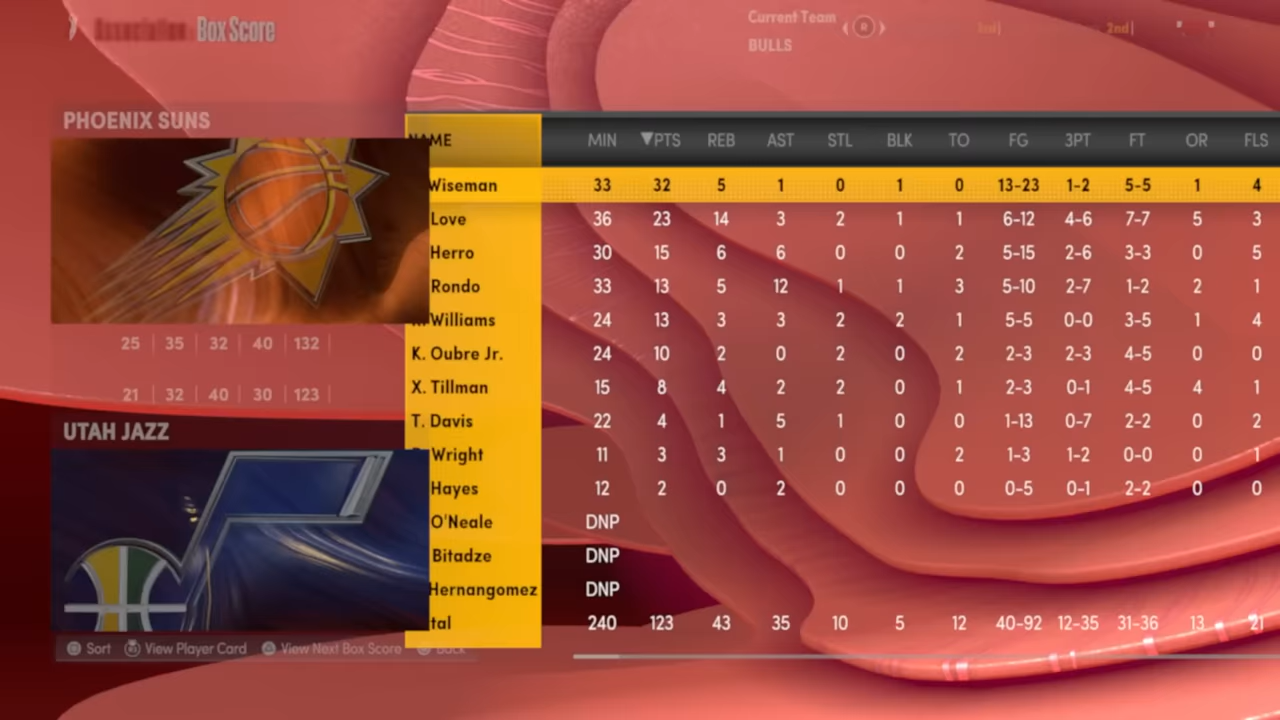 Association: Box Score
Current Team
BULLS
R
1st|
2nd|
PHOENIX SUNS
25 | 35 | 32 | 40 | 132 |
21 | 32 | 40 | 30 | 123 |
UTAH JAZZ
NAME MIN ▼PTS REB AST STL BLK TO FG 3PT FT OR FLS
Wiseman 33 32 5 1 0 1 0 13-23 1-2 5-5 1 4
Love 36 23 14 3 2 1 1 6-12 4-6 7-7 5 3
Herro 30 15 6 6 0 0 2 5-15 2-6 3-3 0 5
Rondo 33 13 5 12 1 1 3 5-10 2-7 1-2 2 1
Williams 24 13 3 3 2 2 1 5-5 0-0 3-5 1 4
K. Oubre Jr. 24 10 2 0 2 0 2 2-3 2-3 4-5 0 0
X. Tillman 15 8 4 2 2 0 1 2-3 0-1 4-5 4 1
T. Davis 22 4 1 5 1 0 0 1-13 0-7 2-2 0 2
Wright 11 3 3 1 0 0 2 1-3 1-2 0-0 0 1
Hayes 12 2 0 2 0 0 0 0-5 0-1 2-2 0 0
O'Neale DNP
Bitadze DNP
Hernangomez DNP
tal 240 123 43 35 10 5 12 40-92 12-35 31-36 13 21
Sort View Player Card View Next Box Score Back